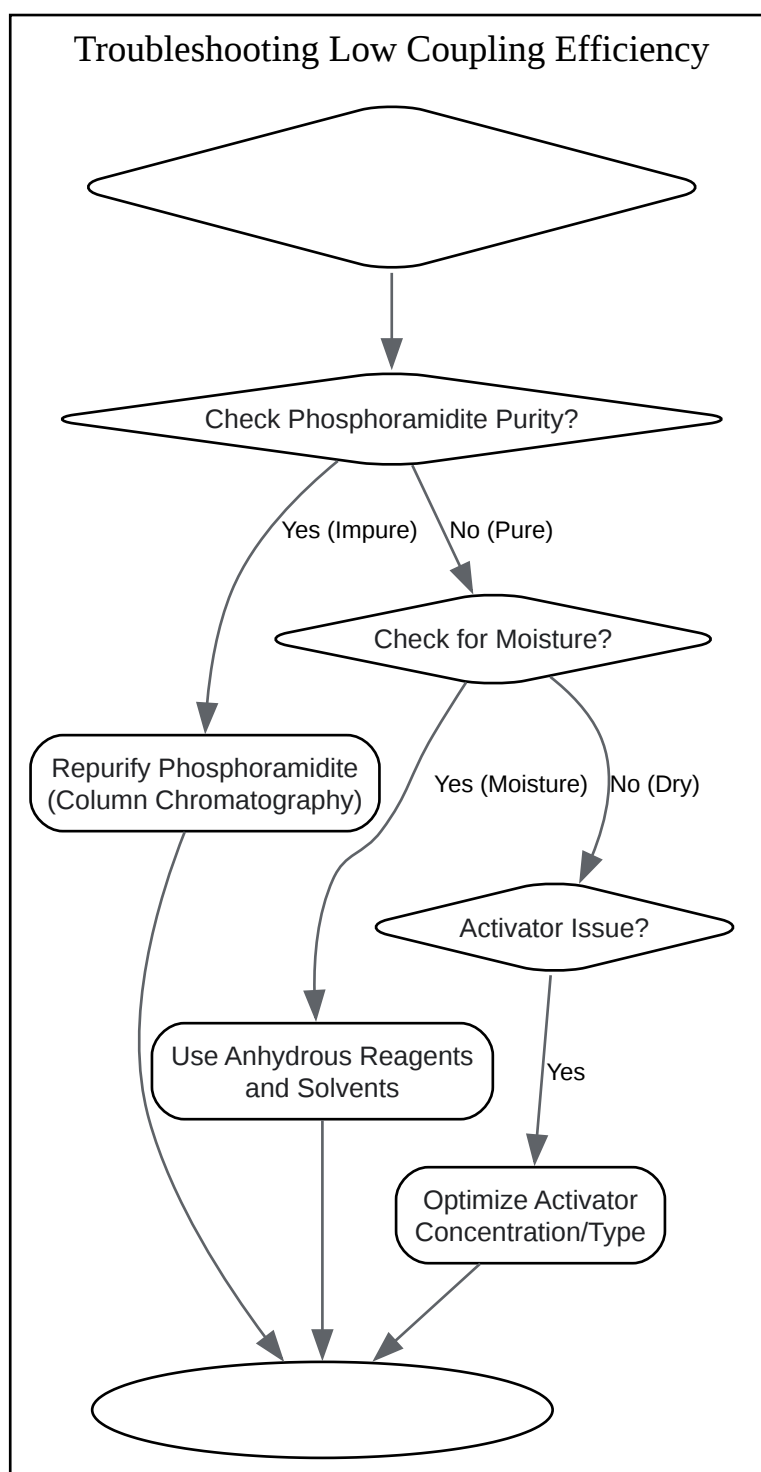 Troubleshooting Low Coupling Efficiency
Check Phosphoramidite Purity?
Yes (Impure)
No (Pure)
Check for Moisture?
Repurify Phosphoramidite
(Column Chromatography)
Yes (Moisture)
No (Dry)
Activator Issue?
Use Anhydrous Reagents
and Solvents
Yes
Optimize Activator
Concentration/Type